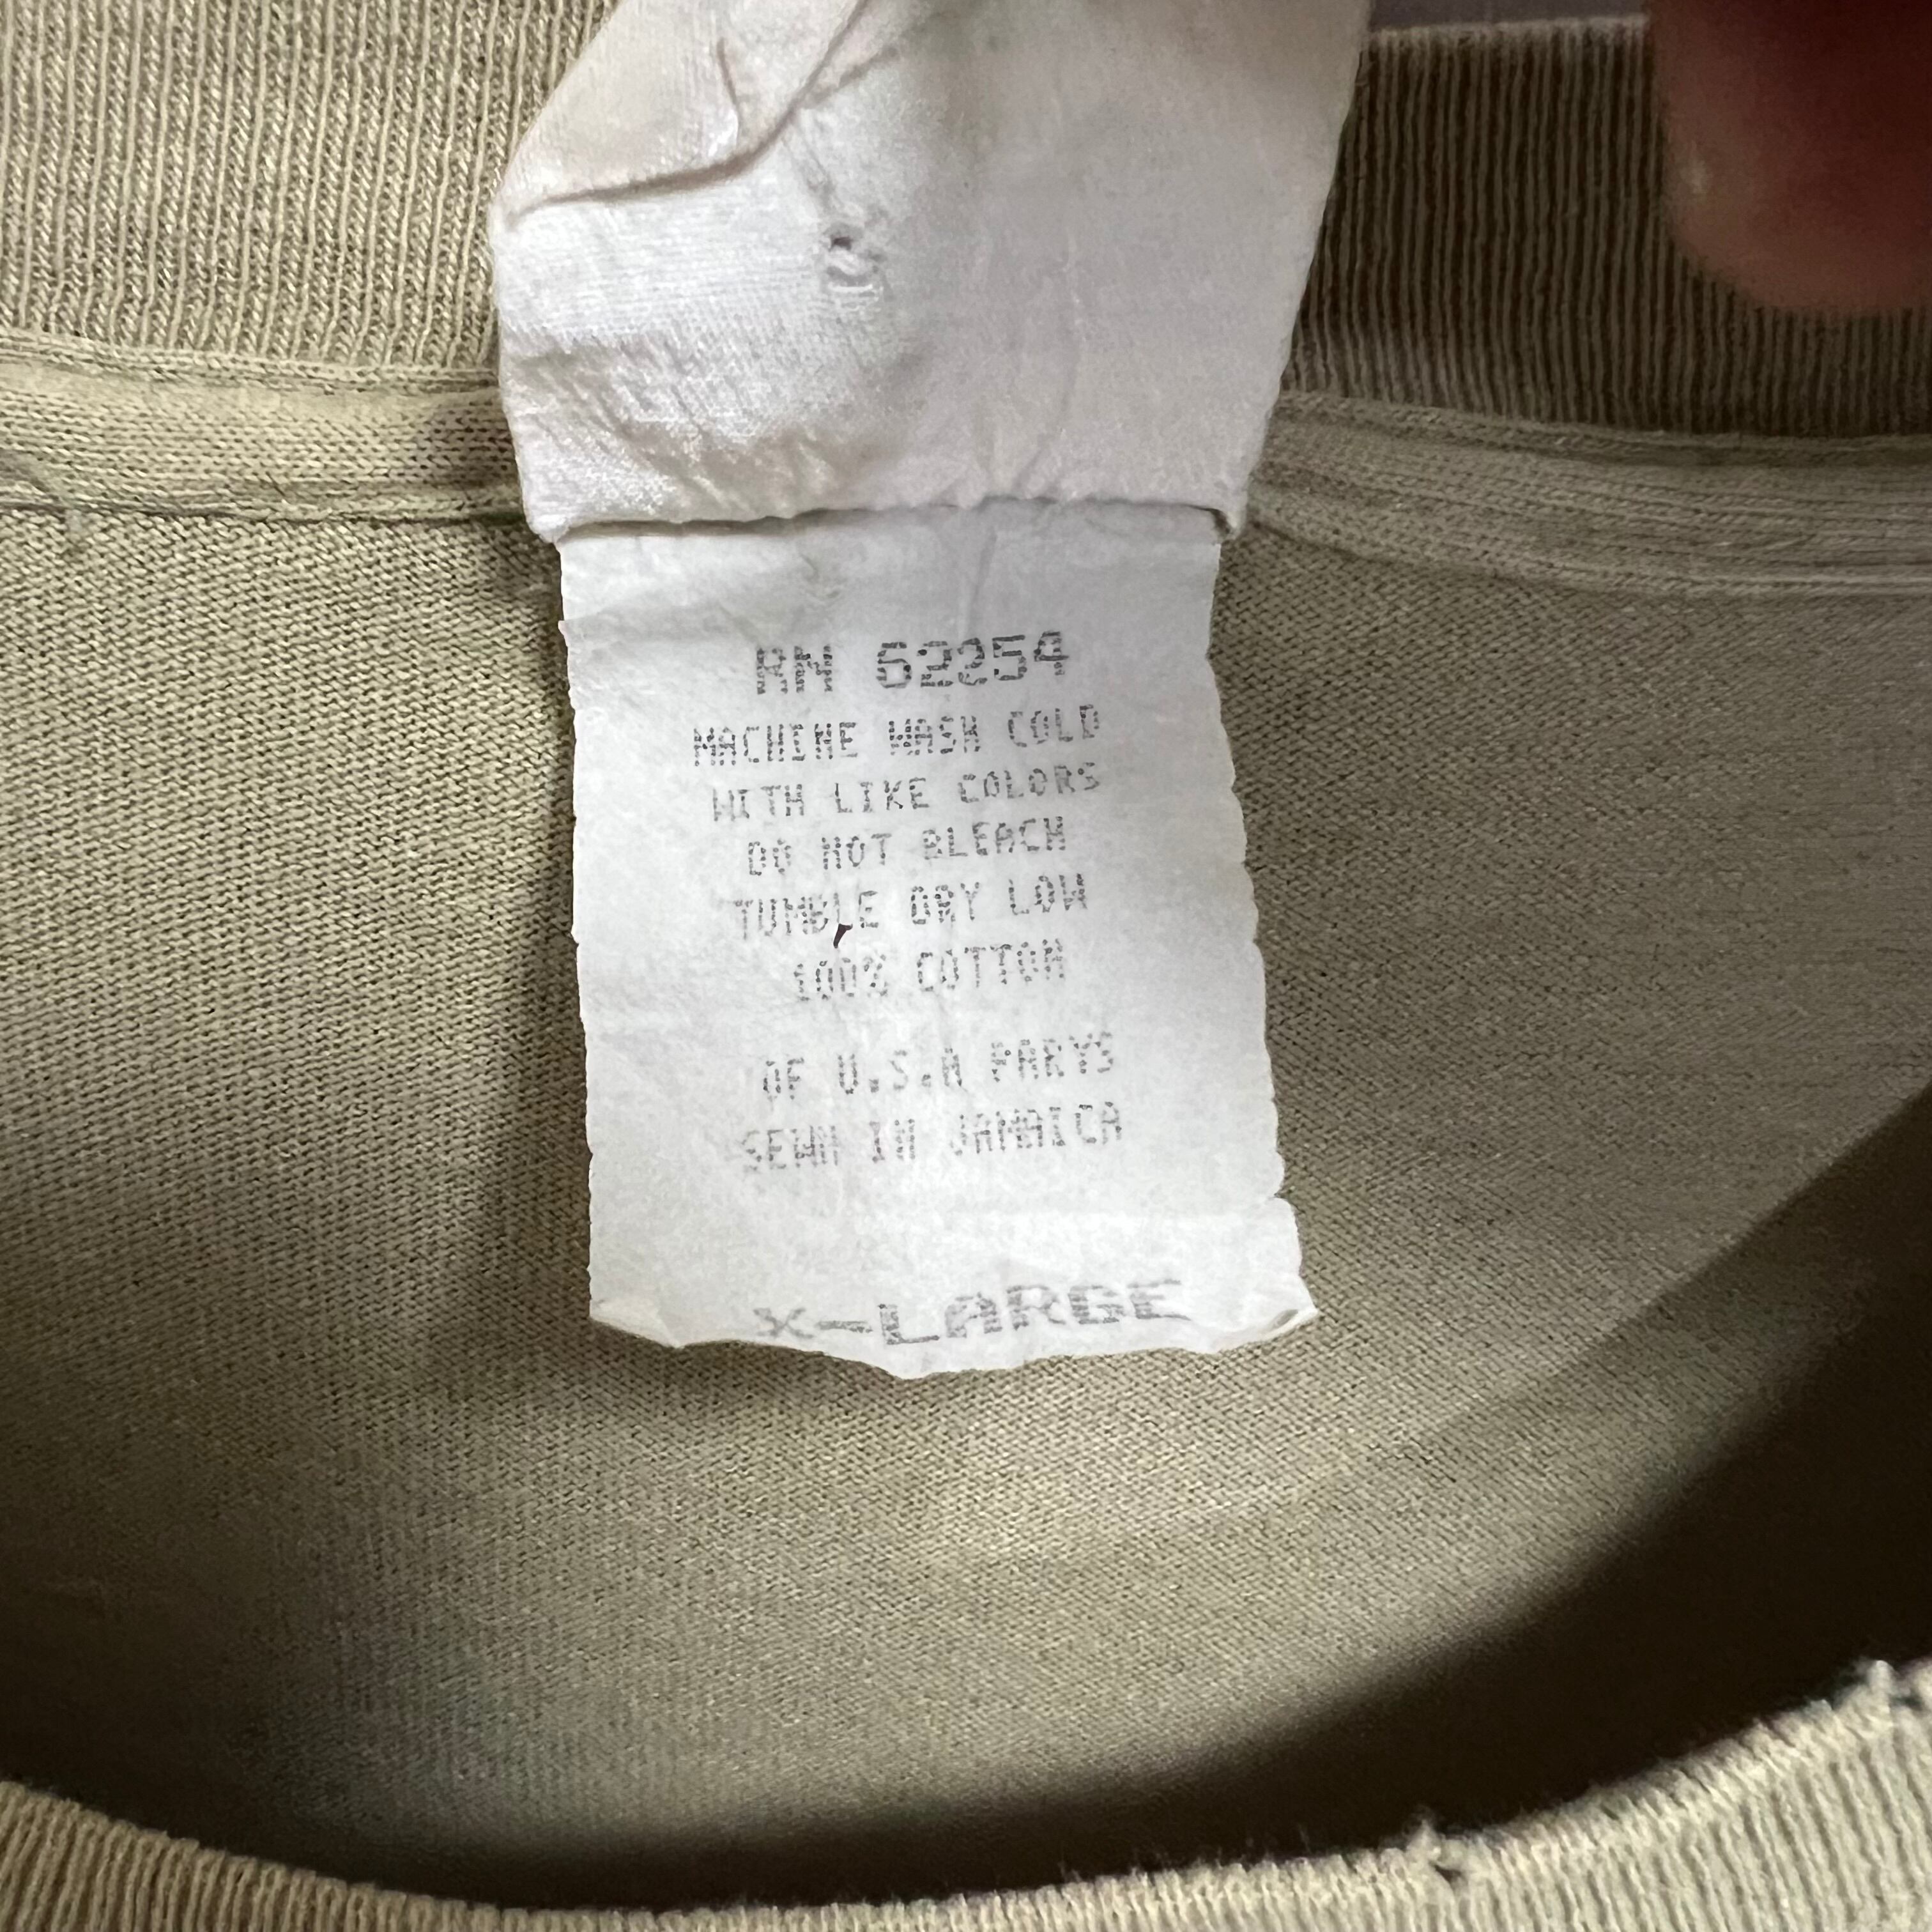 RN 62254
MACHINE WASH COLD
WITH LIKE COLORS
DO NOT BLEACH
TUMBLE DRY LOW
100% COTTON
OF U.S.A PARTS
SEWN IN JAMAICA
X-LARGE